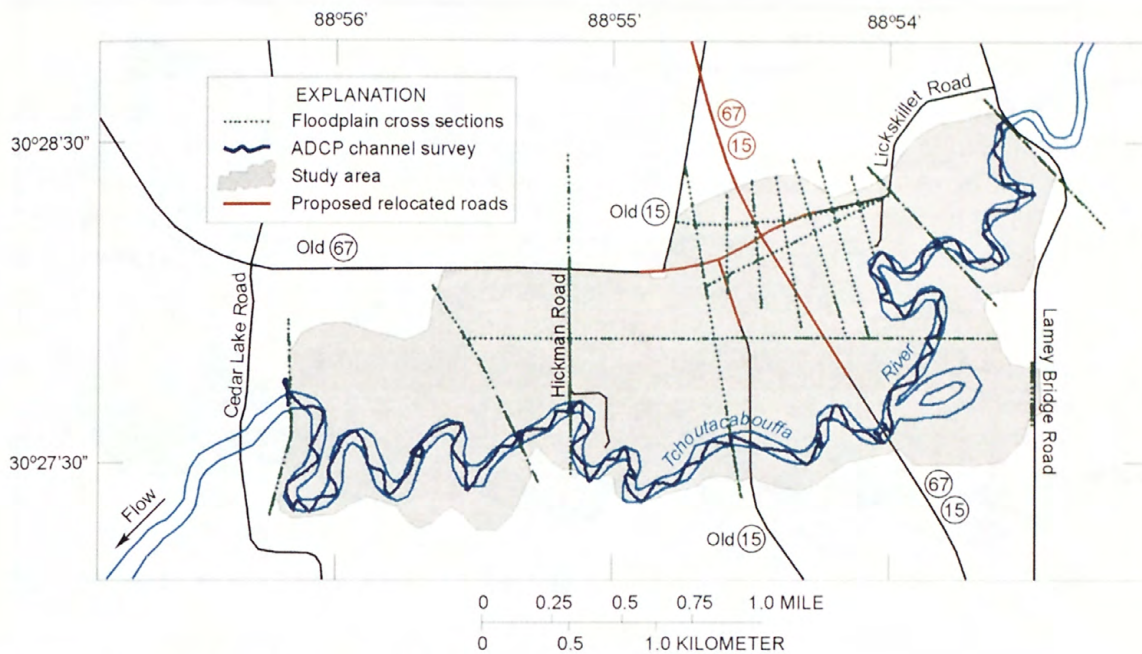 88°56'
88°55'
88°54'
30°28'30"
30°27'30"
EXPLANATION
Floodplain cross sections
ADCP channel survey
Study area
Proposed relocated roads
67
15
Lickskillet Road
Old 15
Old 67
Cedar Lake Road
Hickman Road
Lamey Bridge Road
Tchoutacabouffa
River
Flow
67
15
Old 15
0 0.25 0.5 0.75 1.0 MILE
0 0.5 1.0 KILOMETER